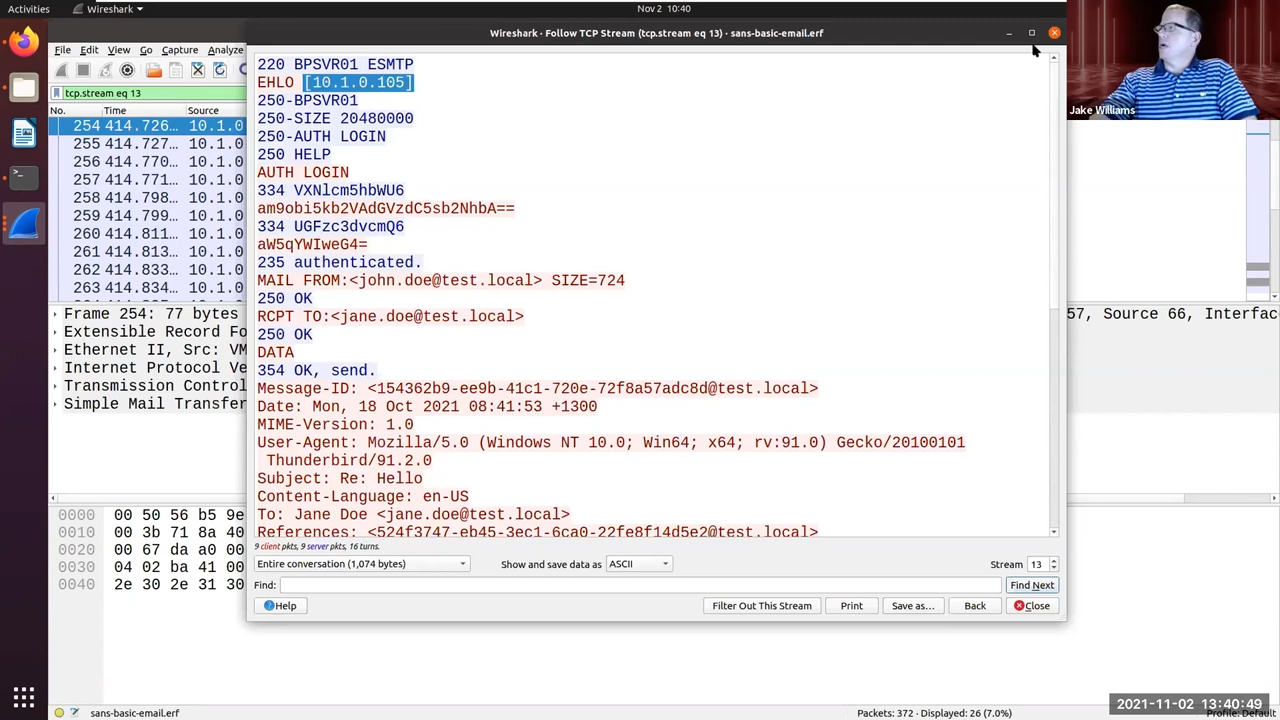 Activities
Wireshark
Nov 2 10:40
Wireshark · Follow TCP Stream (tcp.stream eq 13) · sans-basic-email.erf
File Edit View Go Capture Analyze
tcp.stream eq 13
No. Time Source
254 414.726… 10.1.0
255 414.727… 10.1.0
256 414.770… 10.1.0
257 414.771… 10.1.0
258 414.798… 10.1.0
259 414.799… 10.1.0
260 414.811… 10.1.0
261 414.813… 10.1.0
262 414.833… 10.1.0
263 414.834… 10.1.0
220 BPSVR01 ESMTP
EHLO [10.1.0.105]
250-BPSVR01
250-SIZE 20480000
250-AUTH LOGIN
250 HELP
AUTH LOGIN
334 VXNlcm5hbWU6
am9obi5kb2VAdGVzdC5sb2NhbA==
334 UGFzc3dvcmQ6
aW5qYWIweG4=
235 authenticated.
MAIL FROM:<john.doe@test.local> SIZE=724
250 OK
RCPT TO:<jane.doe@test.local>
250 OK
DATA
354 OK, send.
Message-ID: <154362b9-ee9b-41c1-720e-72f8a57adc8d@test.local>
Date: Mon, 18 Oct 2021 08:41:53 +1300
MIME-Version: 1.0
User-Agent: Mozilla/5.0 (Windows NT 10.0; Win64; x64; rv:91.0) Gecko/20100101
Thunderbird/91.2.0
Subject: Re: Hello
Content-Language: en-US
To: Jane Doe <jane.doe@test.local>
References: <524f3747-eb45-3ec1-6ca0-22fe8f14d5e2@test.local>
9 client pkts, 9 server pkts, 16 turns.
Entire conversation (1,074 bytes)
Show and save data as ASCII
Stream 13
Find:
Find Next
Help
Filter Out This Stream
Print
Save as…
Back
Close
Jake Williams
Frame 254: 77 bytes
57, Source 66, Interfac
Extensible Record Fo
Ethernet II, Src: VM
Internet Protocol Ve
Transmission Control
Simple Mail Transfer
0000 00 50 56 b5 9e
0010 00 3b 71 8a 40
0020 00 67 da a0 00
0030 04 02 ba 41 00
0040 2e 30 2e 31 30
sans-basic-email.erf
Packets: 372 · Displayed: 26 (7.0%)
Profile: Default
2021-11-02 13:40:49